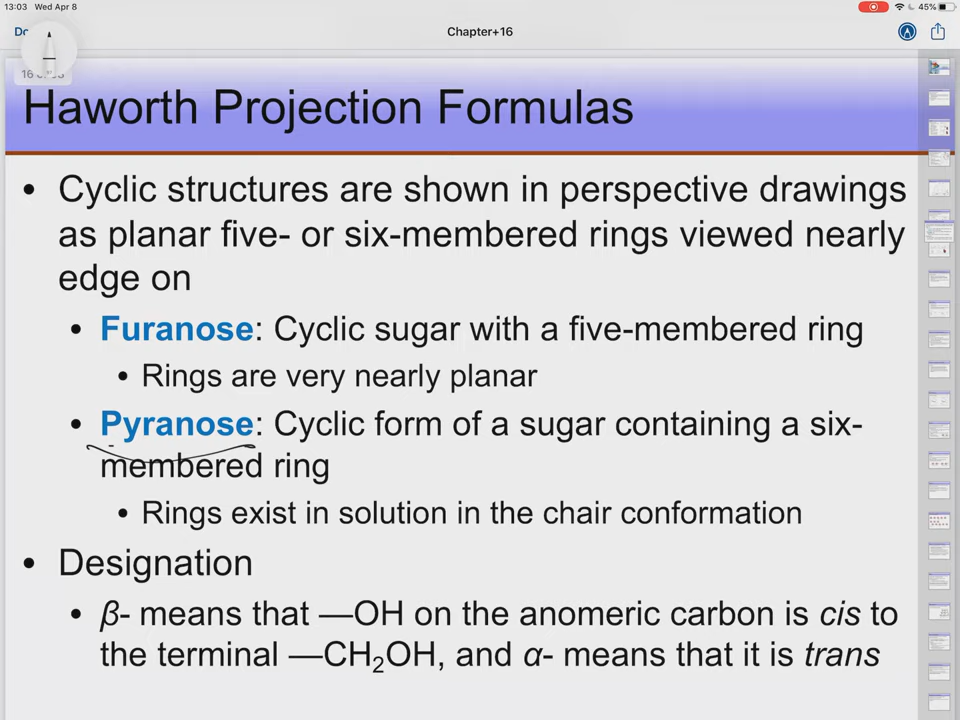 13:03 Wed Apr 8
45%
Chapter+16
Haworth Projection Formulas
• Cyclic structures are shown in perspective drawings
as planar five- or six-membered rings viewed nearly
edge on
• Furanose: Cyclic sugar with a five-membered ring
• Rings are very nearly planar
• Pyranose: Cyclic form of a sugar containing a six-
membered ring
• Rings exist in solution in the chair conformation
• Designation
• β- means that —OH on the anomeric carbon is cis to
the terminal —CH₂OH, and α- means that it is trans